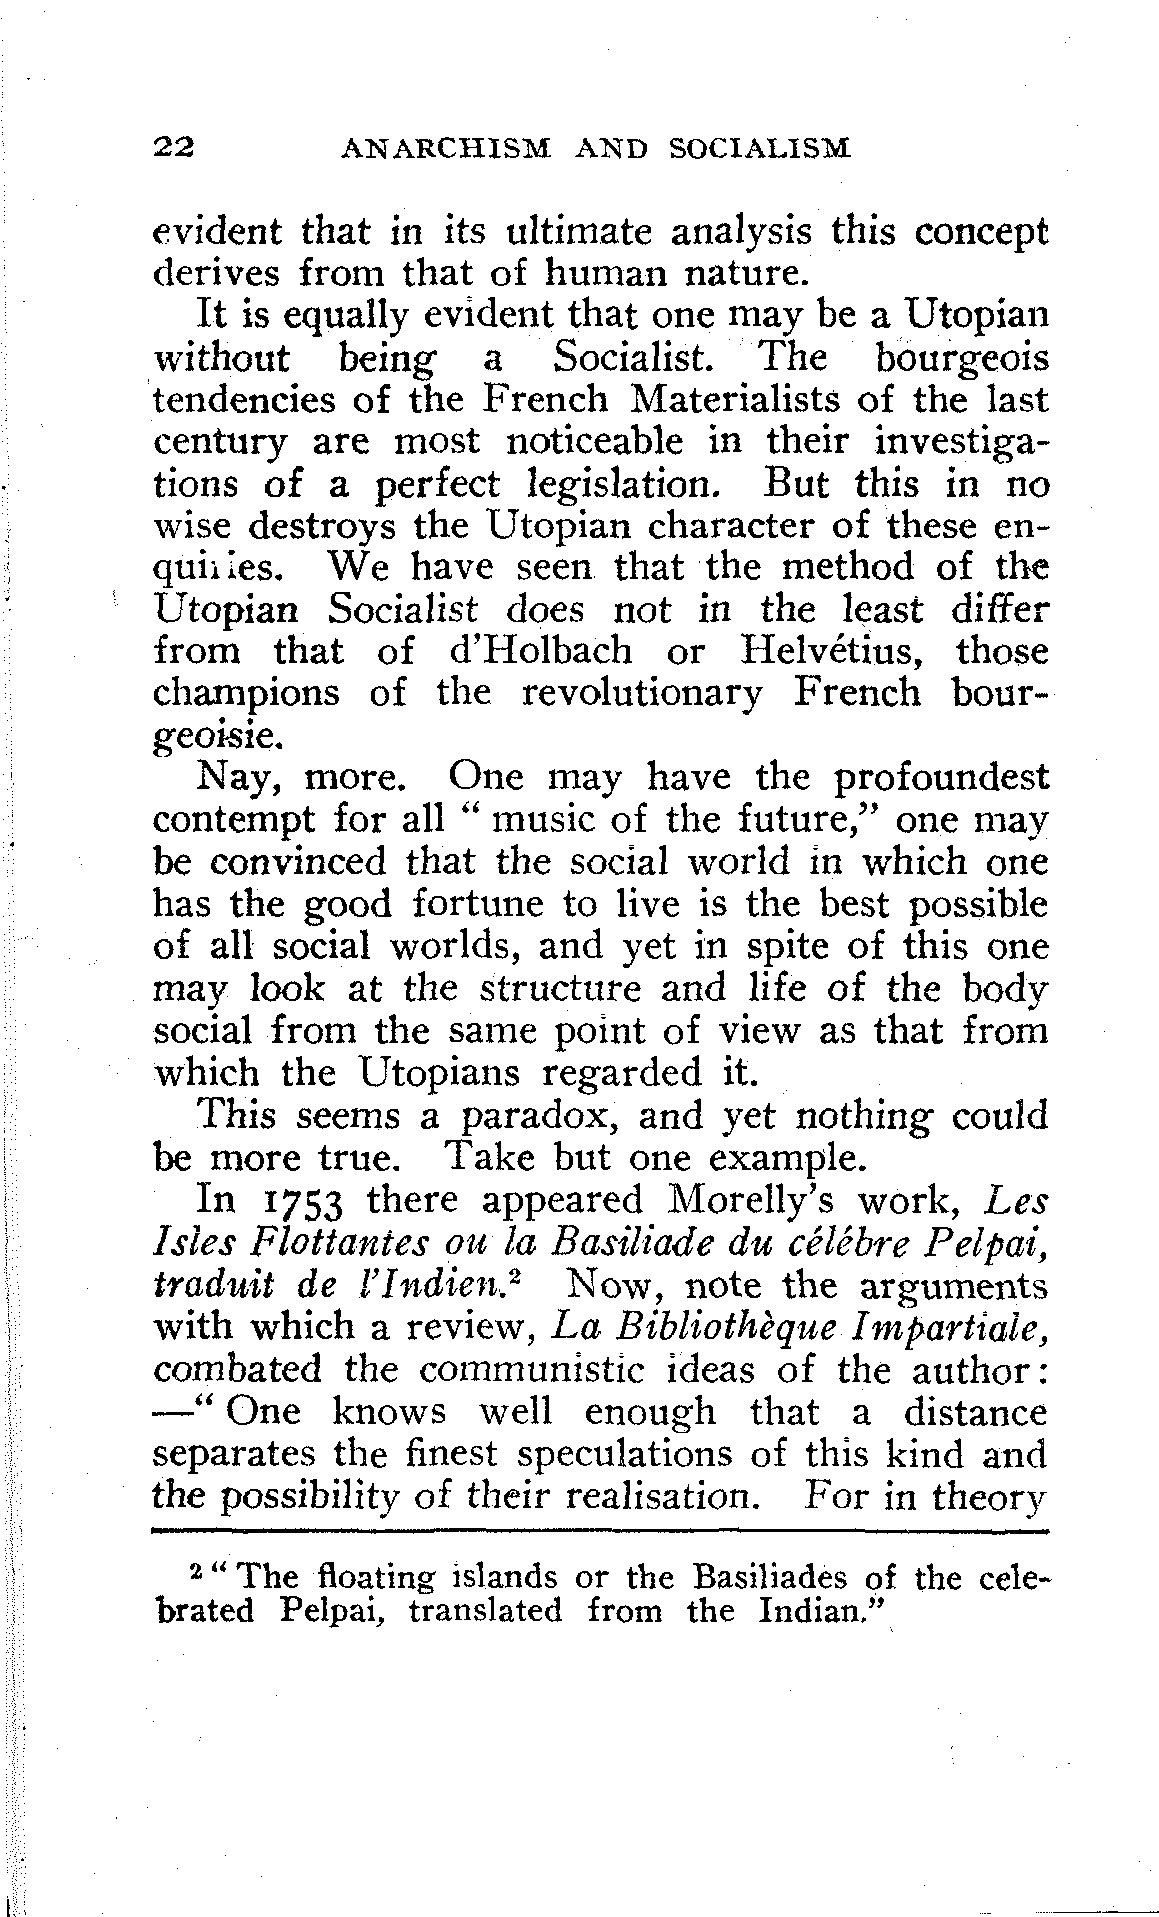 22 ANARCHISM AND SOCIALISM
evident that in its ultimate analysis this concept
derives from that of human nature.
It is equally evident that one may be a Utopian
without being a Socialist. The bourgeois
tendencies of the French Materialists of the last
century are most noticeable in their investiga-
tions of a perfect legislation. But this in no
wise destroys the Utopian character of these en-
quiries. We have seen that the method of the
Utopian Socialist does not in the least differ
from that of d'Holbach or Helvétius, those
champions of the revolutionary French bour-
geoisie.
Nay, more. One may have the profoundest
contempt for all “ music of the future,” one may
be convinced that the social world in which one
has the good fortune to live is the best possible
of all social worlds, and yet in spite of this one
may look at the structure and life of the body
social from the same point of view as that from
which the Utopians regarded it.
This seems a paradox, and yet nothing could
be more true. Take but one example.
In 1753 there appeared Morelly's work, Les
Isles Flottantes ou la Basiliade du célébre Pelpai,
traduit de l'Indien.² Now, note the arguments
with which a review, La Bibliothèque Impartiale,
combated the communistic ideas of the author:
—“ One knows well enough that a distance
separates the finest speculations of this kind and
the possibility of their realisation. For in theory
² “ The floating islands or the Basiliades of the cele-
brated Pelpai, translated from the Indian.”